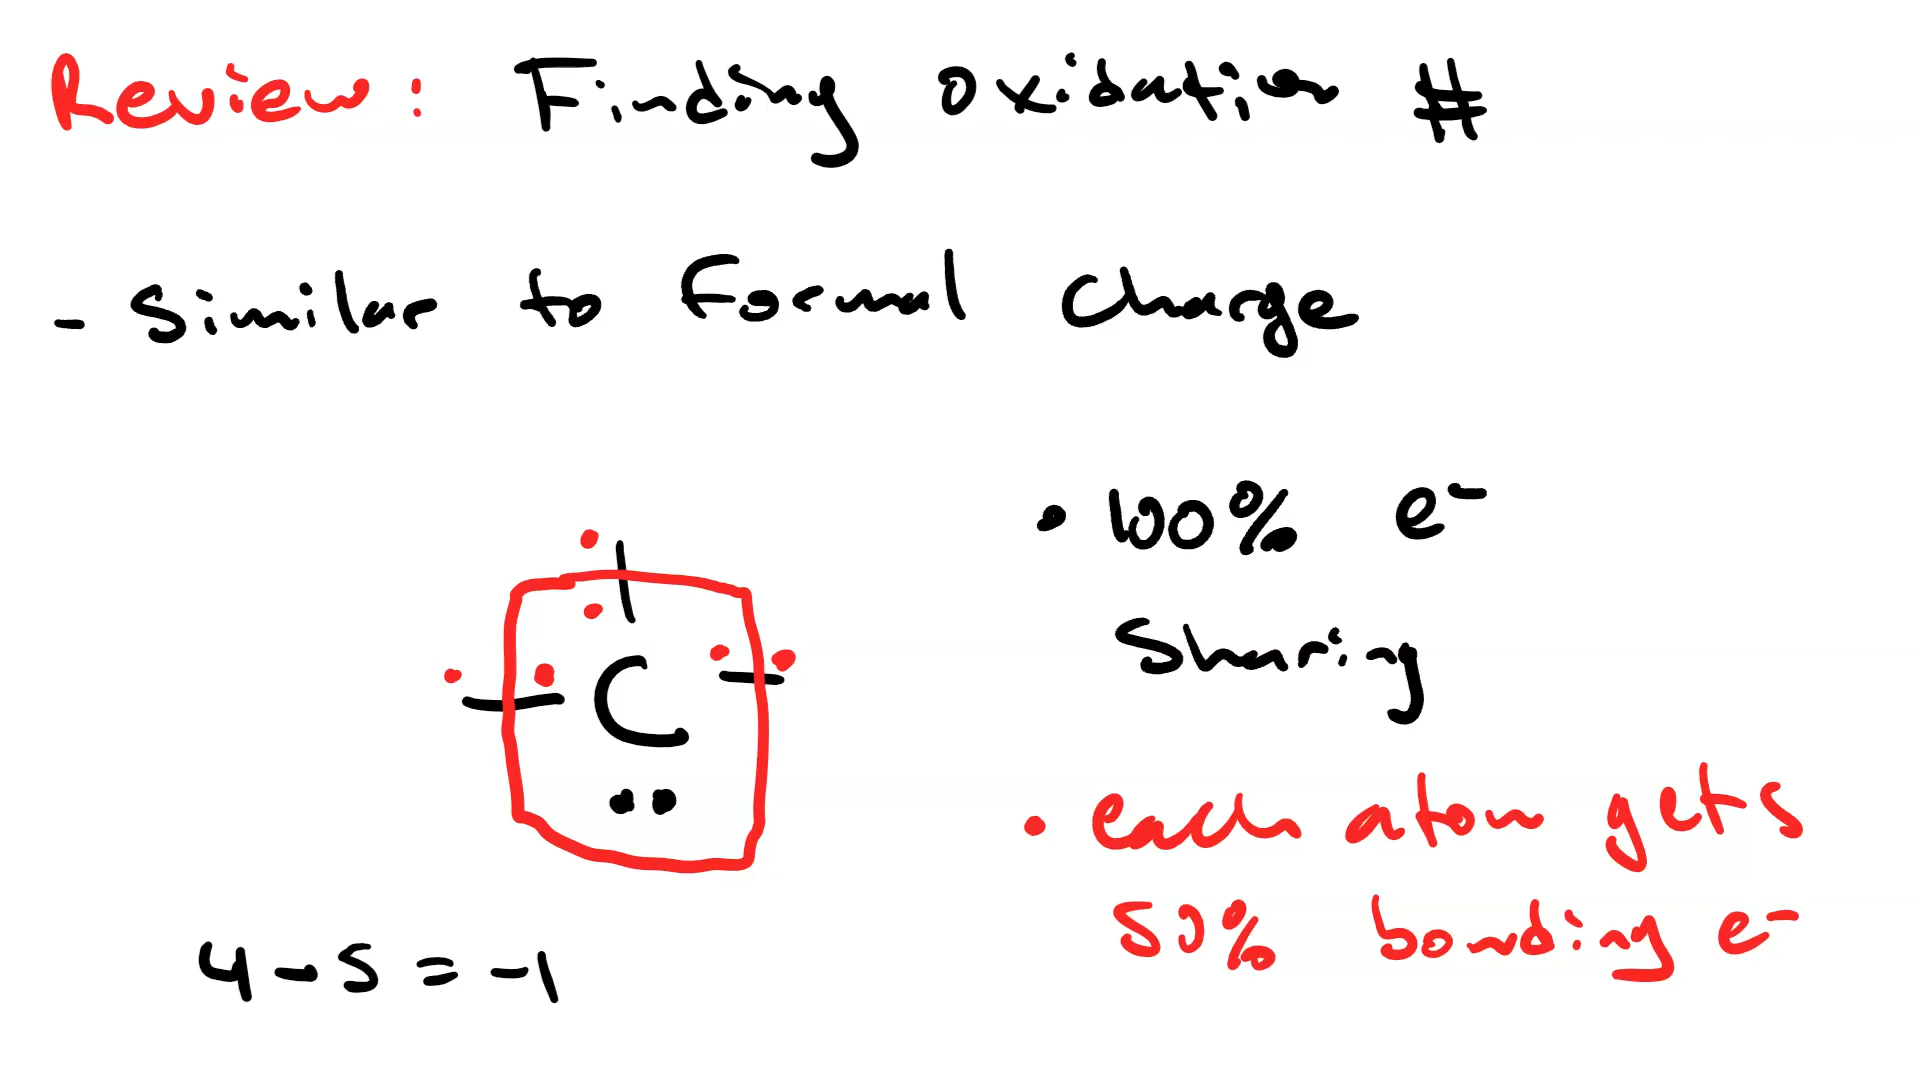 Review: Finding oxidation #
- Similar to Formal Charge
• 100% e⁻
Sharing
C
• each atom gets
50% bonding e⁻
4 - 5 = -1